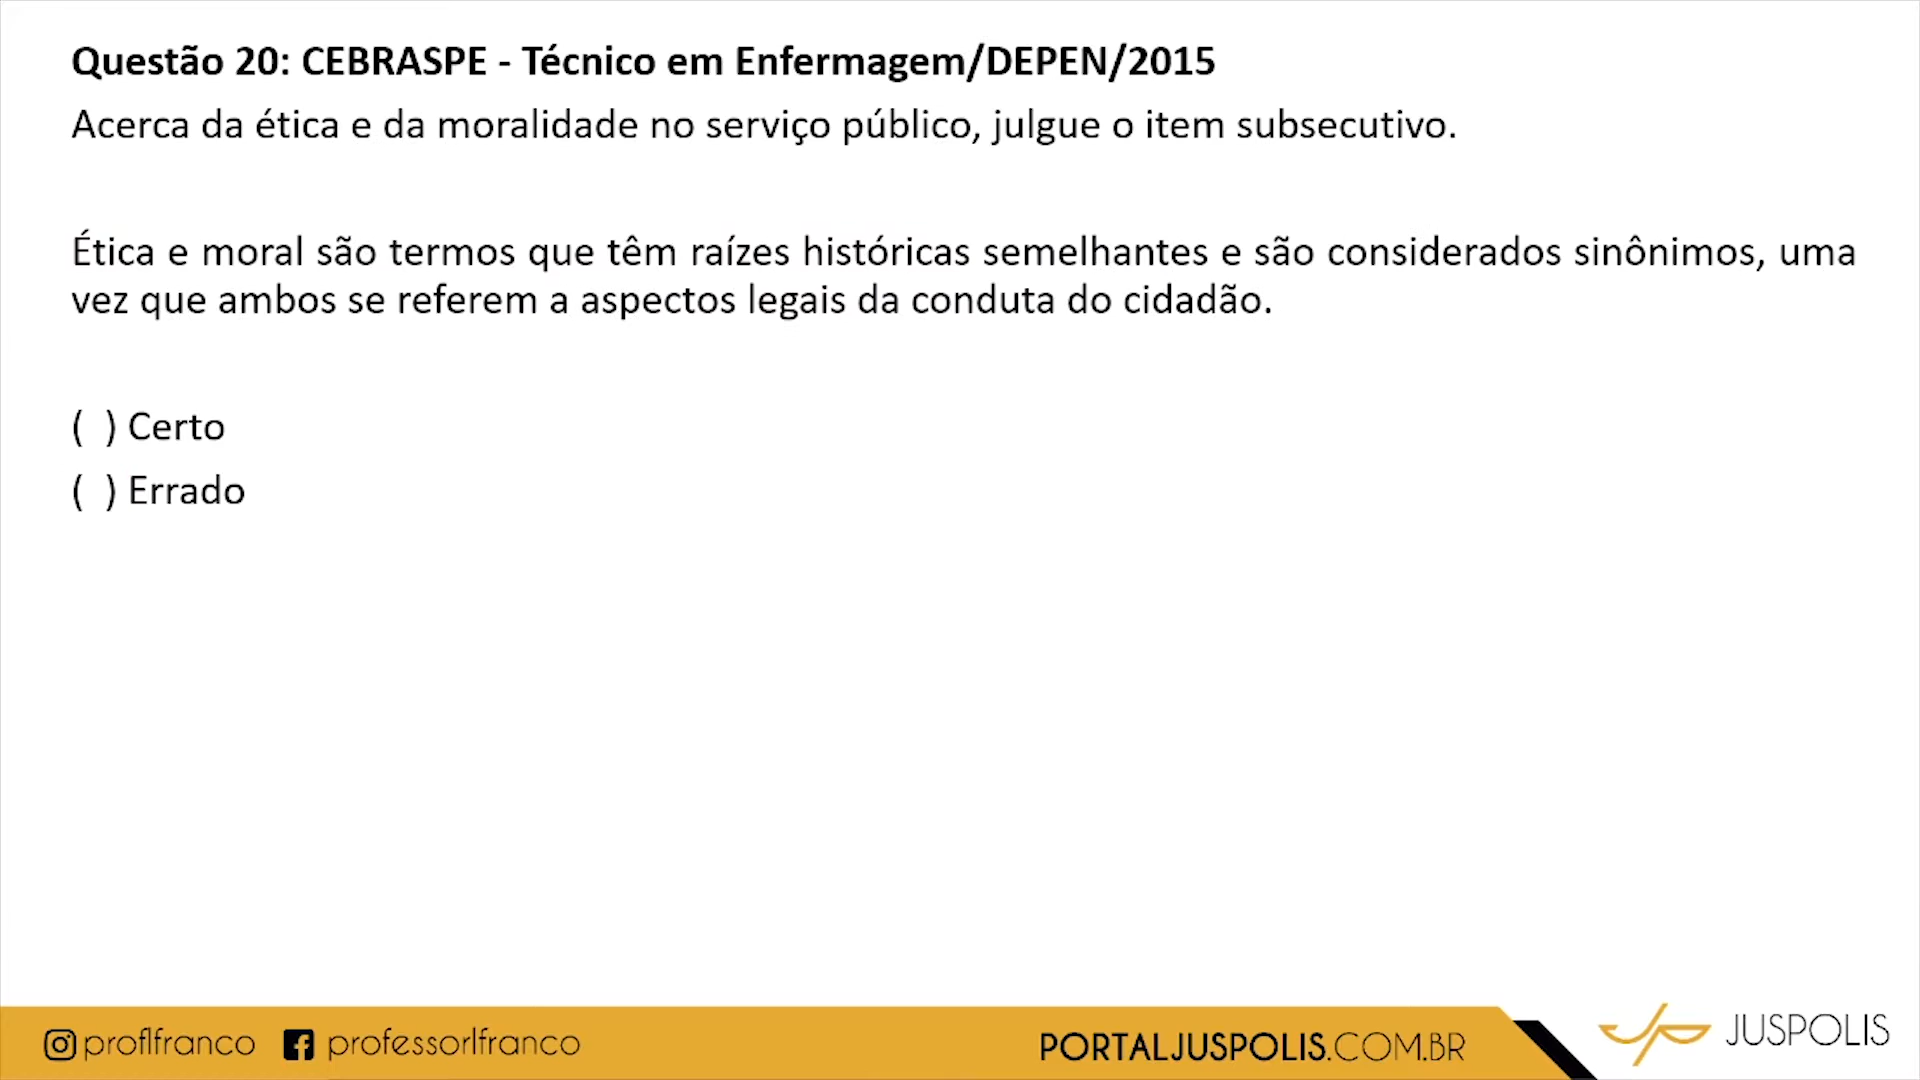 Questão 20: CEBRASPE - Técnico em Enfermagem/DEPEN/2015
Acerca da ética e da moralidade no serviço público, julgue o item subsecutivo.
Ética e moral são termos que têm raízes históricas semelhantes e são considerados sinônimos, uma
vez que ambos se referem a aspectos legais da conduta do cidadão.
( ) Certo
( ) Errado
proflfranco professorlfranco PORTALJUSPOLIS.COM.BR JUSPOLIS